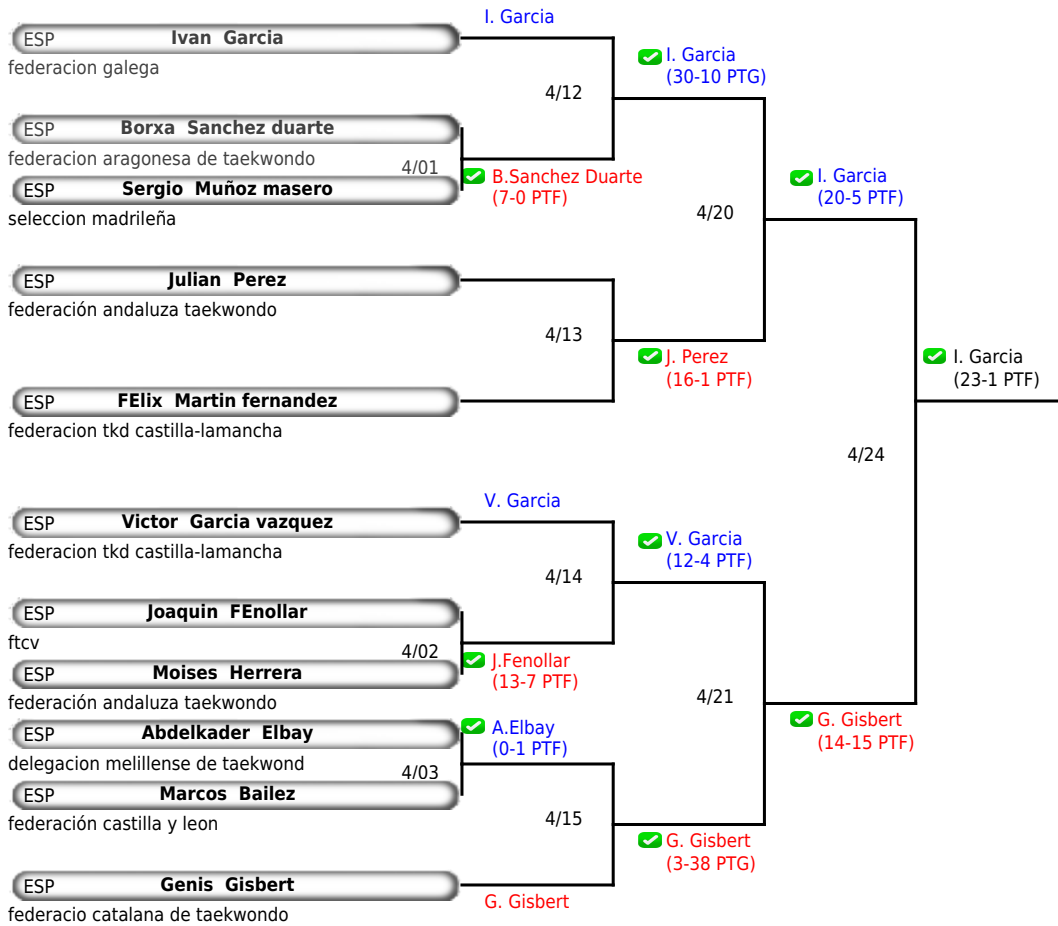 I. Garcia
ESP Ivan Garcia
federacion galega
I. Garcia
(30-10 PTG)
4/12
ESP Borxa Sanchez duarte
federacion aragonesa de taekwondo
4/01
B.Sanchez Duarte
(7-0 PTF)
ESP Sergio Muñoz masero
seleccion madrileña
I. Garcia
(20-5 PTF)
4/20
ESP Julian Perez
federación andaluza taekwondo
4/13
J. Perez
(16-1 PTF)
I. Garcia
(23-1 PTF)
ESP FElix Martin fernandez
federacion tkd castilla-lamancha
4/24
V. Garcia
ESP Victor Garcia vazquez
federacion tkd castilla-lamancha
V. Garcia
(12-4 PTF)
4/14
ESP Joaquin FEnollar
ftcv
4/02
J.Fenollar
(13-7 PTF)
ESP Moises Herrera
federación andaluza taekwondo
4/21
G. Gisbert
(14-15 PTF)
A.Elbay
(0-1 PTF)
ESP Abdelkader Elbay
delegacion melillense de taekwond
4/03
ESP Marcos Bailez
federación castilla y leon
4/15
G. Gisbert
(3-38 PTG)
ESP Genis Gisbert
G. Gisbert
federacio catalana de taekwondo